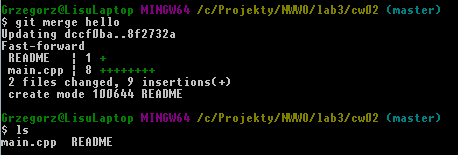 Grzegorz@LisuLaptop MINGW64 /c/Projekty/NWWO/lab3/cw02 (master)
$ git merge hello
Updating dccf0ba..8f2732a
Fast-forward
README | 1 +
main.cpp | 8 ++++++++
2 files changed, 9 insertions(+)
create mode 100644 README
Grzegorz@LisuLaptop MINGW64 /c/Projekty/NWWO/lab3/cw02 (master)
$ ls
main.cpp README